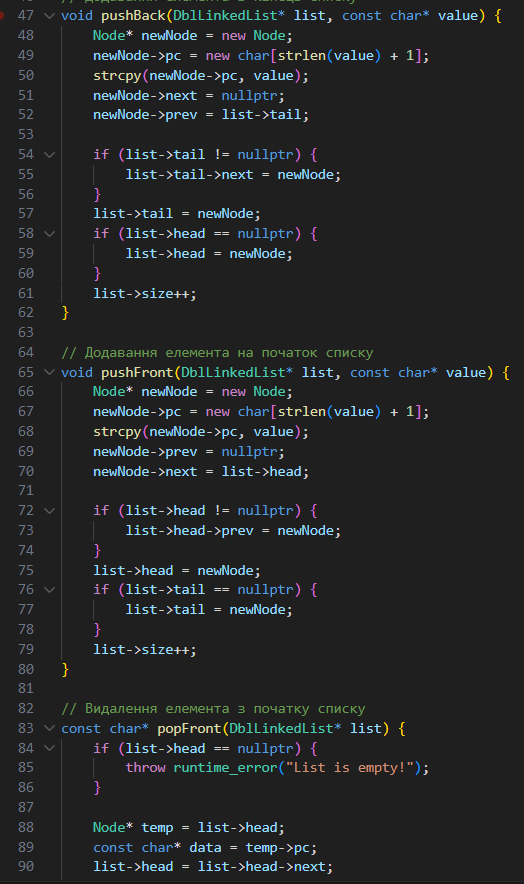 47 void pushBack(DblLinkedList* list, const char* value) {
48     Node* newNode = new Node;
49     newNode->pc = new char[strlen(value) + 1];
50     strcpy(newNode->pc, value);
51     newNode->next = nullptr;
52     newNode->prev = list->tail;
53
54     if (list->tail != nullptr) {
55         list->tail->next = newNode;
56     }
57     list->tail = newNode;
58     if (list->head == nullptr) {
59         list->head = newNode;
60     }
61     list->size++;
62 }
63
64 // Додавання елемента на початок списку
65 void pushFront(DblLinkedList* list, const char* value) {
66     Node* newNode = new Node;
67     newNode->pc = new char[strlen(value) + 1];
68     strcpy(newNode->pc, value);
69     newNode->prev = nullptr;
70     newNode->next = list->head;
71
72     if (list->head != nullptr) {
73         list->head->prev = newNode;
74     }
75     list->head = newNode;
76     if (list->tail == nullptr) {
77         list->tail = newNode;
78     }
79     list->size++;
80 }
81
82 // Видалення елемента з початку списку
83 const char* popFront(DblLinkedList* list) {
84     if (list->head == nullptr) {
85         throw runtime_error("List is empty!");
86     }
87
88     Node* temp = list->head;
89     const char* data = temp->pc;
90     list->head = list->head->next;